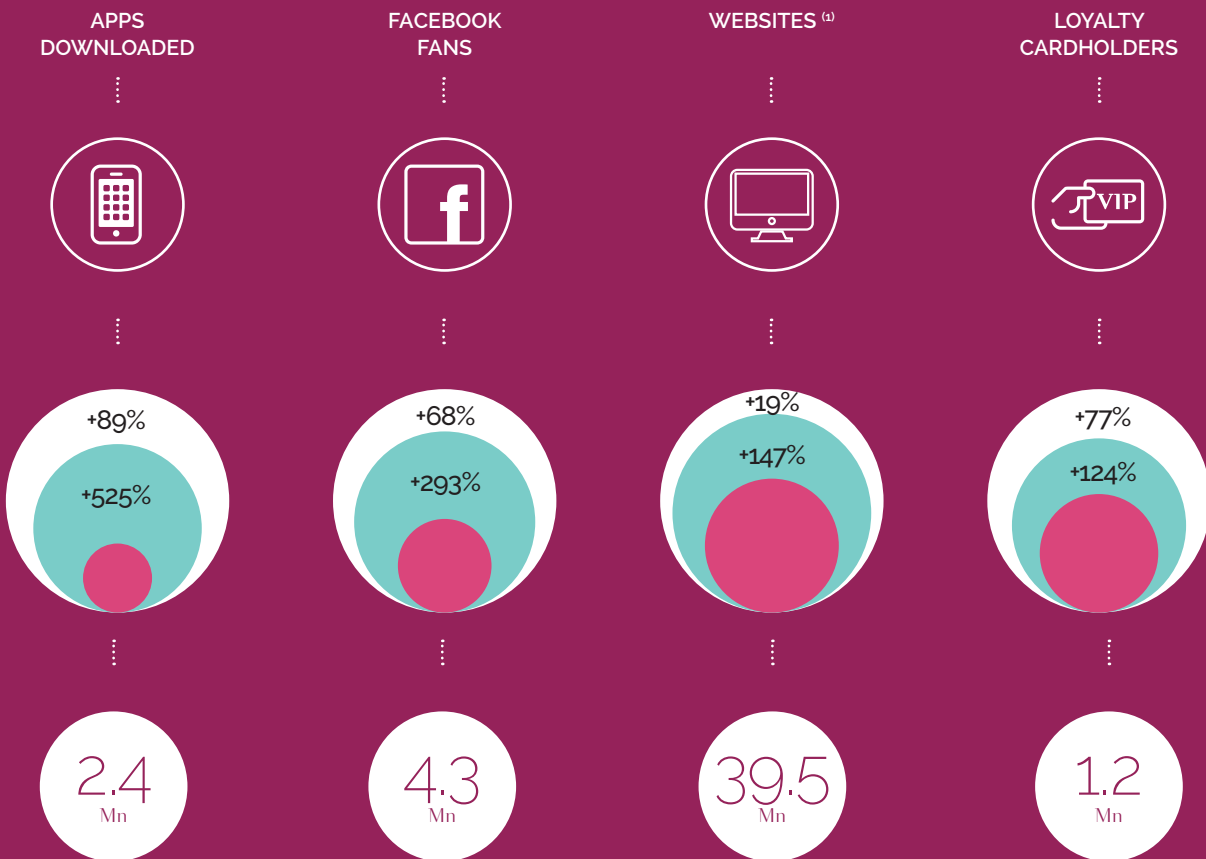 APPS
DOWNLOADED
FACEBOOK
FANS
WEBSITES (1)
LOYALTY
CARDHOLDERS
f
VIP
+89%
+525%
+68%
+293%
+19%
+147%
+77%
+124%
2.4
Mn
4.3
Mn
39.5
Mn
1.2
Mn